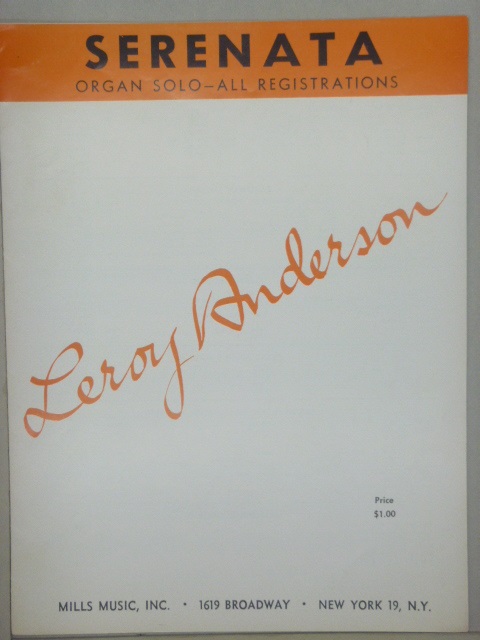 SERENATA
ORGAN SOLO–ALL REGISTRATIONS
Leroy Anderson
Price
$1.00
MILLS MUSIC, INC. • 1619 BROADWAY • NEW YORK 19, N.Y.